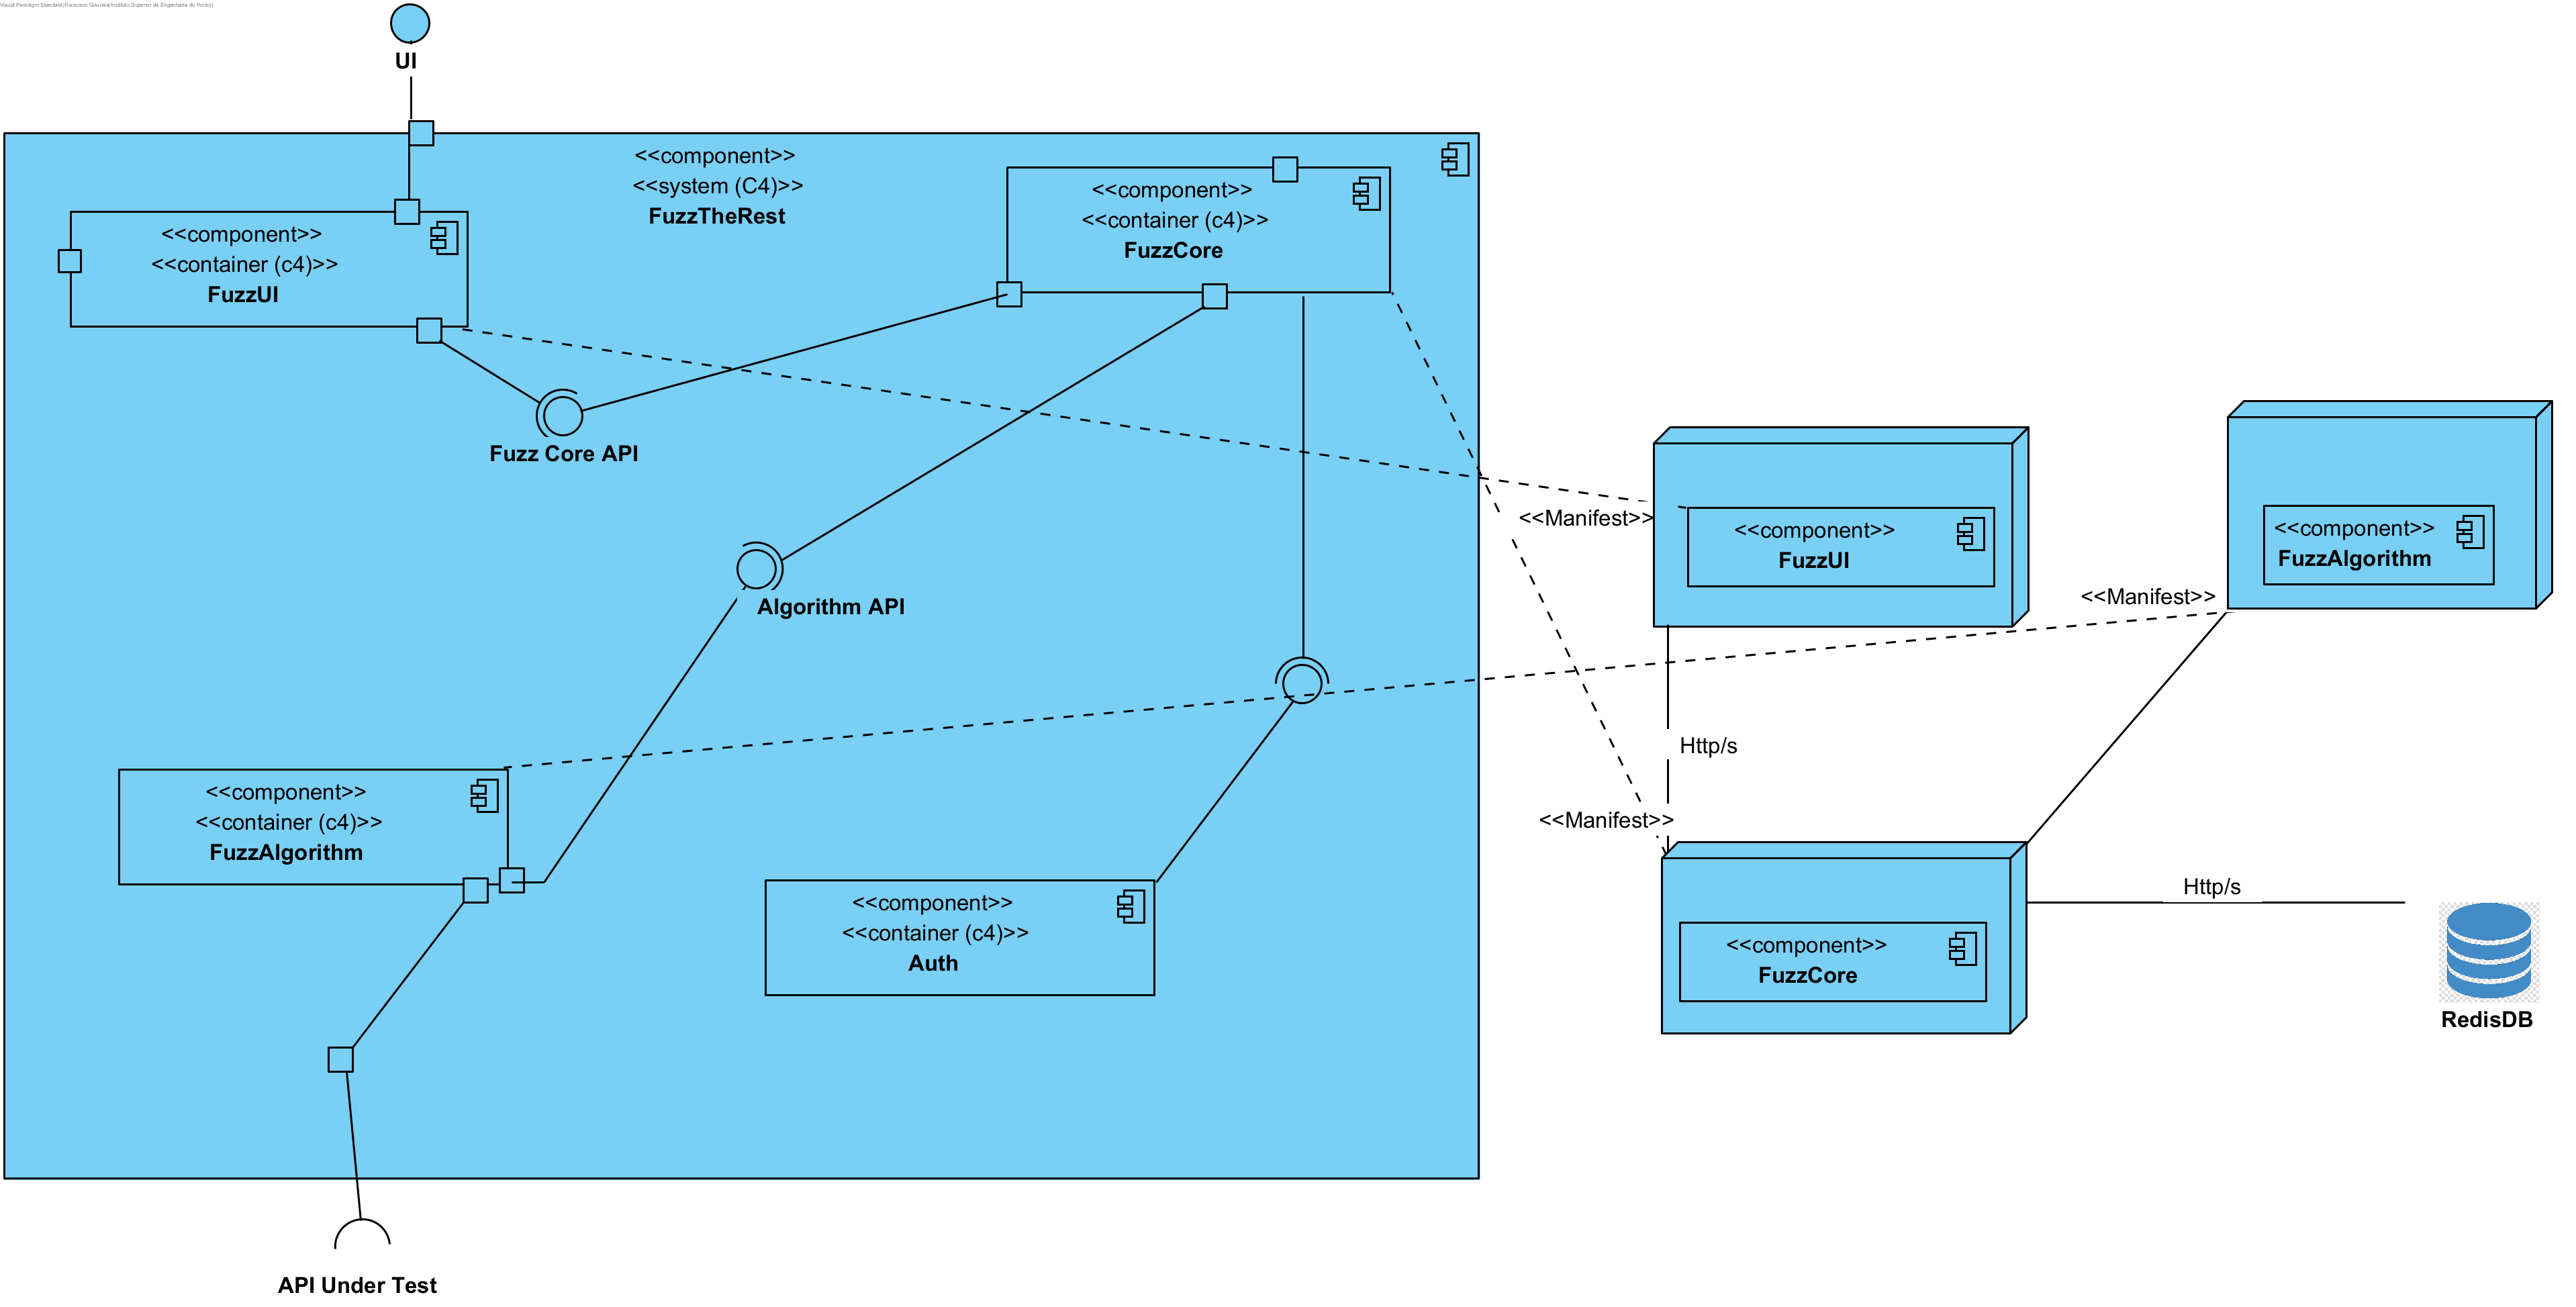 Visual Paradigm Standard(Francisco Gouveia(Instituto Superior de Engenharia do Porto))
UI
<<component>>
<<system (C4)>>
FuzzTheRest
<<component>>
<<container (c4)>>
FuzzCore
<<component>>
<<container (c4)>>
FuzzUI
Fuzz Core API
Algorithm API
<<component>>
<<container (c4)>>
FuzzAlgorithm
<<component>>
<<container (c4)>>
Auth
API Under Test
<<Manifest>>
<<component>>
FuzzUI
<<component>>
FuzzAlgorithm
<<Manifest>>
Http/s
<<Manifest>>
<<component>>
FuzzCore
Http/s
RedisDB